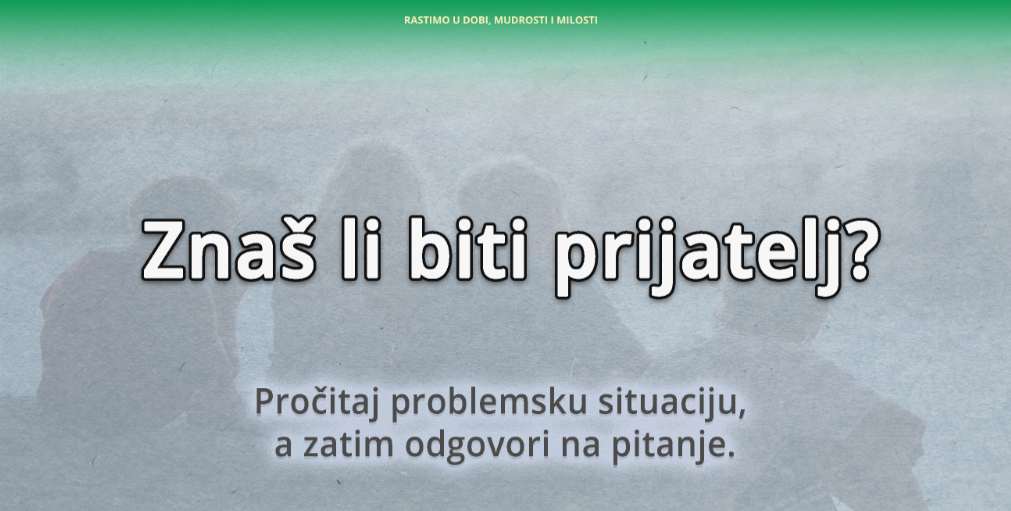 RASTIMO U DOBI, MUDROSTI I MILOSTI
Znaš li biti prijatelj?
Pročitaj problemsku situaciju,
a zatim odgovori na pitanje.